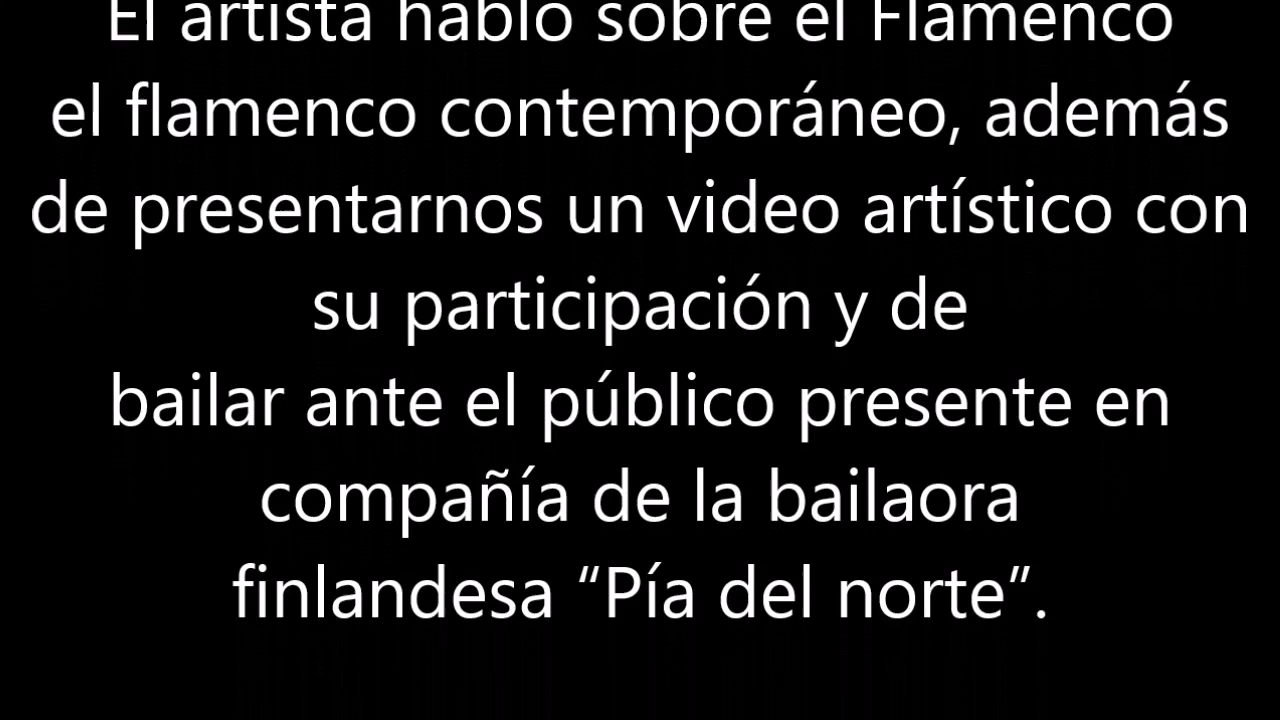 El artista habló sobre el Flamenco
el flamenco contemporáneo, además
de presentarnos un video artístico con
su participación y de
bailar ante el público presente en
compañía de la bailaora
finlandesa “Pía del norte”.